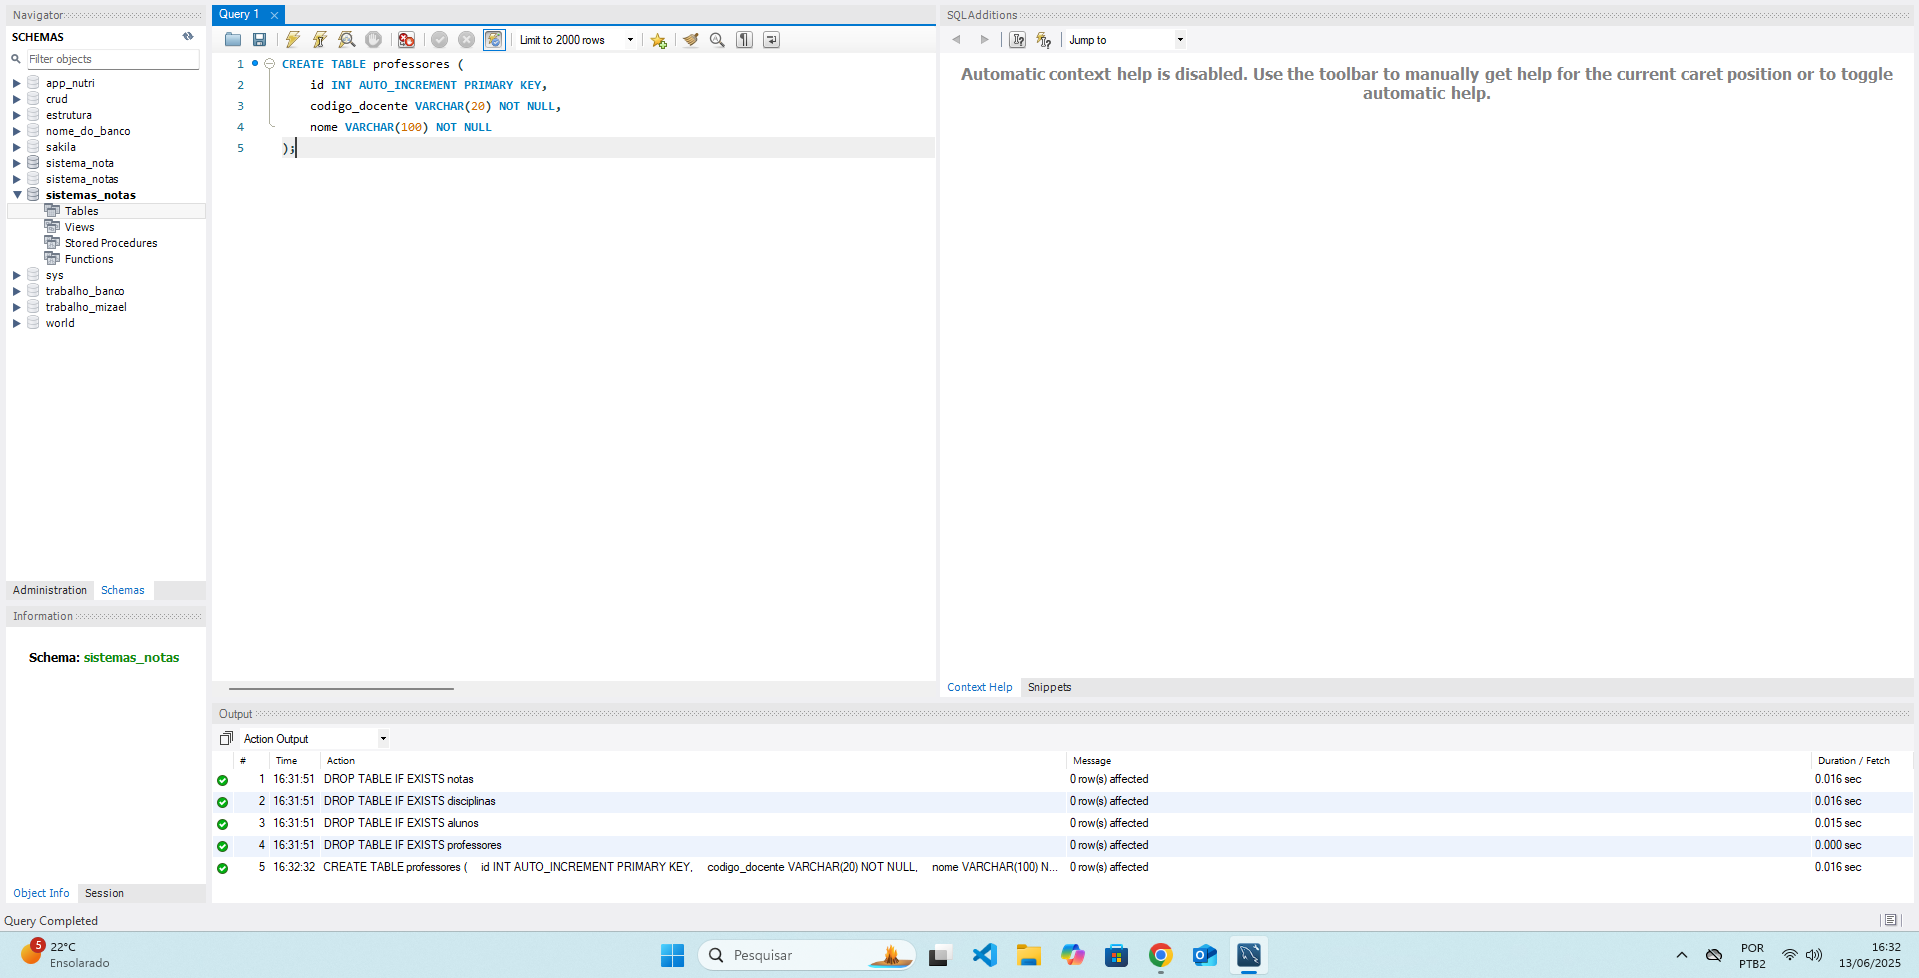 Navigator
SCHEMAS
Filter objects
app_nutri
crud
estrutura
nome_do_banco
sakila
sistema_nota
sistema_notas
sistemas_notas
Tables
Views
Stored Procedures
Functions
sys
trabalho_banco
trabalho_mizael
world
Administration
Schemas
Information
Schema: sistemas_notas
Object Info
Session
Query 1
Limit to 2000 rows
1 CREATE TABLE professores (
2 id INT AUTO_INCREMENT PRIMARY KEY,
3 codigo_docente VARCHAR(20) NOT NULL,
4 nome VARCHAR(100) NOT NULL
5 );
SQLAdditions
Jump to
Automatic context help is disabled. Use the toolbar to manually get help for the current caret position or to toggle
automatic help.
Context Help
Snippets
Output
Action Output
# Time Action Message Duration / Fetch
1 16:31:51 DROP TABLE IF EXISTS notas 0 row(s) affected 0.016 sec
2 16:31:51 DROP TABLE IF EXISTS disciplinas 0 row(s) affected 0.016 sec
3 16:31:51 DROP TABLE IF EXISTS alunos 0 row(s) affected 0.015 sec
4 16:31:51 DROP TABLE IF EXISTS professores 0 row(s) affected 0.000 sec
5 16:32:32 CREATE TABLE professores ( id INT AUTO_INCREMENT PRIMARY KEY, codigo_docente VARCHAR(20) NOT NULL, nome VARCHAR(100) N... 0 row(s) affected 0.016 sec
Query Completed
5
22°C
Ensolarado
Pesquisar
POR
PTB2
16:32
13/06/2025